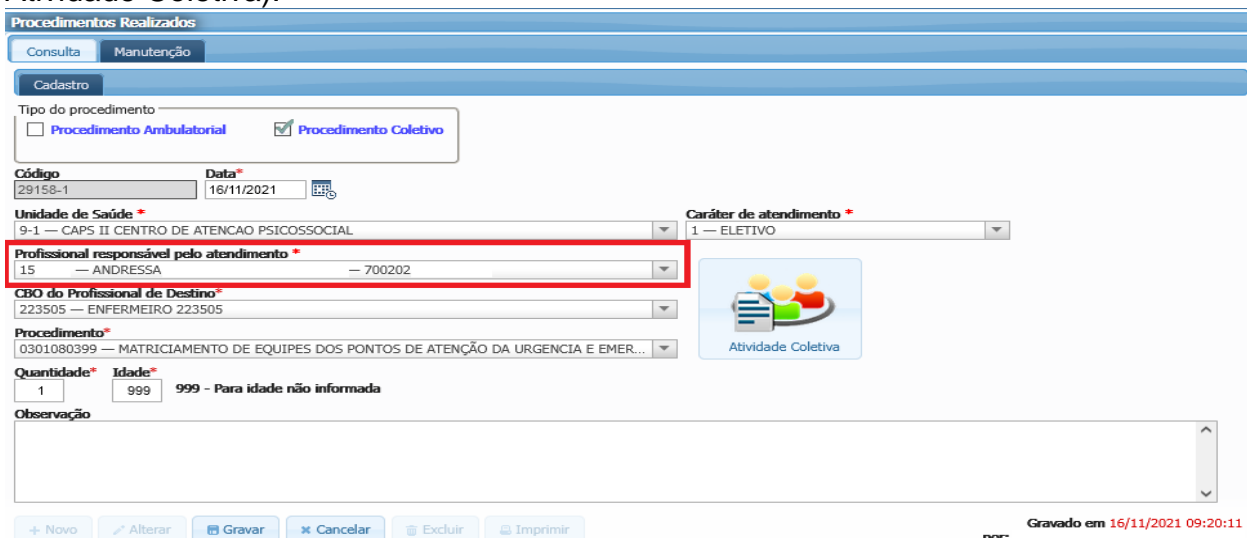 Atividade Coletiva).
Procedimentos Realizados
Consulta Manutenção
Cadastro
Tipo do procedimento
Procedimento Ambulatorial Procedimento Coletivo
Código Data*
29158-1 16/11/2021
Unidade de Saúde * Caráter de atendimento *
9-1 — CAPS II CENTRO DE ATENCAO PSICOSSOCIAL 1 — ELETIVO
Profissional responsável pelo atendimento *
15 — ANDRESSA — 700202
CBO do Profissional de Destino*
223505 — ENFERMEIRO 223505
Procedimento*
0301080399 — MATRICIAMENTO DE EQUIPES DOS PONTOS DE ATENÇÃO DA URGENCIA E EMER... Atividade Coletiva
Quantidade* Idade*
1 999 999 - Para idade não informada
Observação
+ Novo Alterar Gravar Cancelar Excluir Imprimir Gravado em 16/11/2021 09:20:11
por: